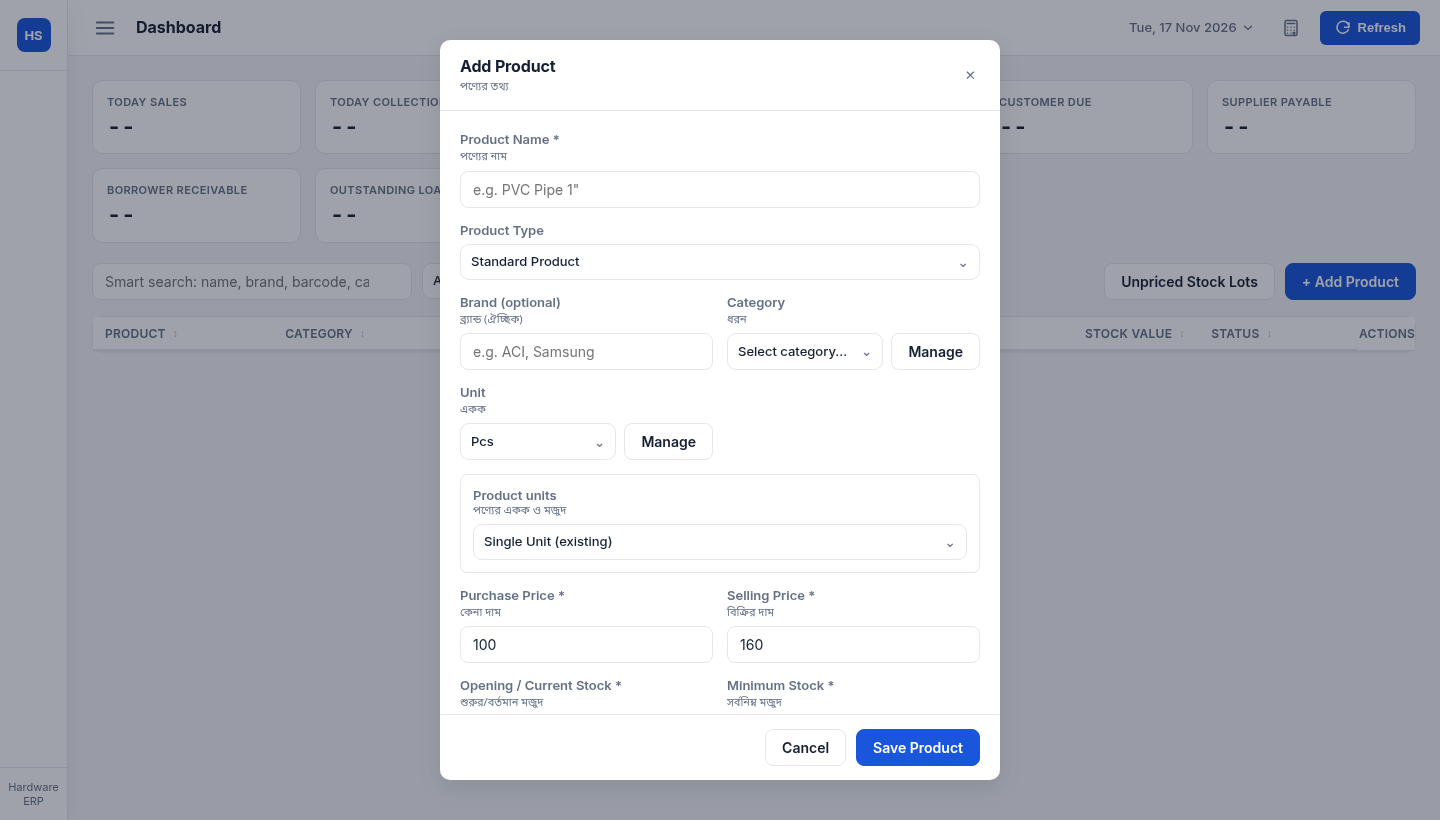 HS
Dashboard
Tue, 17 Nov 2026
Refresh
TODAY SALES
--
TODAY COLLECTIO
--
CUSTOMER DUE
--
SUPPLIER PAYABLE
--
BORROWER RECEIVABLE
--
OUTSTANDING LOA
--
Smart search: name, brand, barcode, ca
A
Unpriced Stock Lots
+ Add Product
PRODUCT
CATEGORY
STOCK VALUE
STATUS
ACTIONS
Hardware
ERP
Add Product
পণ্যের তথ্য
×
Product Name *
পণ্যের নাম
e.g. PVC Pipe 1"
Product Type
Standard Product
Brand (optional)
ব্র্যান্ড (ঐচ্ছিক)
e.g. ACI, Samsung
Category
ধরন
Select category...
Manage
Unit
একক
Pcs
Manage
Product units
পণ্যের একক ও মজুদ
Single Unit (existing)
Purchase Price *
কেনা দাম
100
Selling Price *
বিক্রির দাম
160
Opening / Current Stock *
শুরুর/বর্তমান মজুদ
Minimum Stock *
সর্বনিম্ন মজুদ
Cancel
Save Product